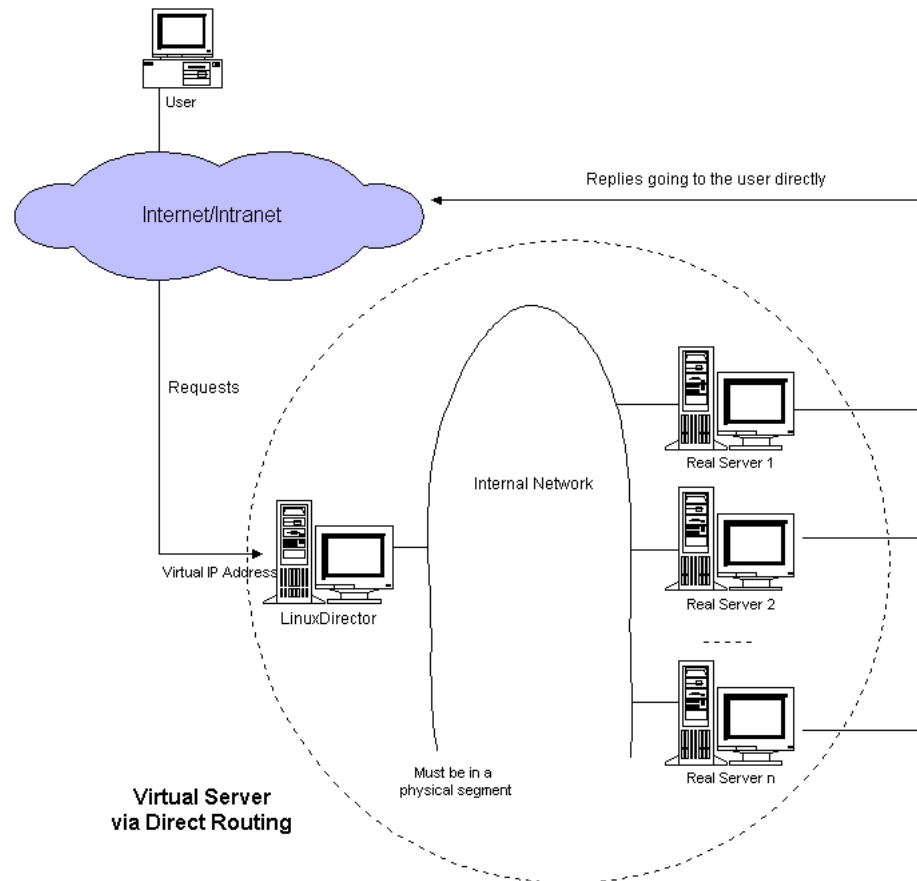 User
Internet/Intranet
Replies going to the user directly
Requests
Internal Network
Real Server 1
Virtual IP Address
LinuxDirector
Real Server 2
Real Server n
Must be in a
physical segment
Virtual Server
via Direct Routing